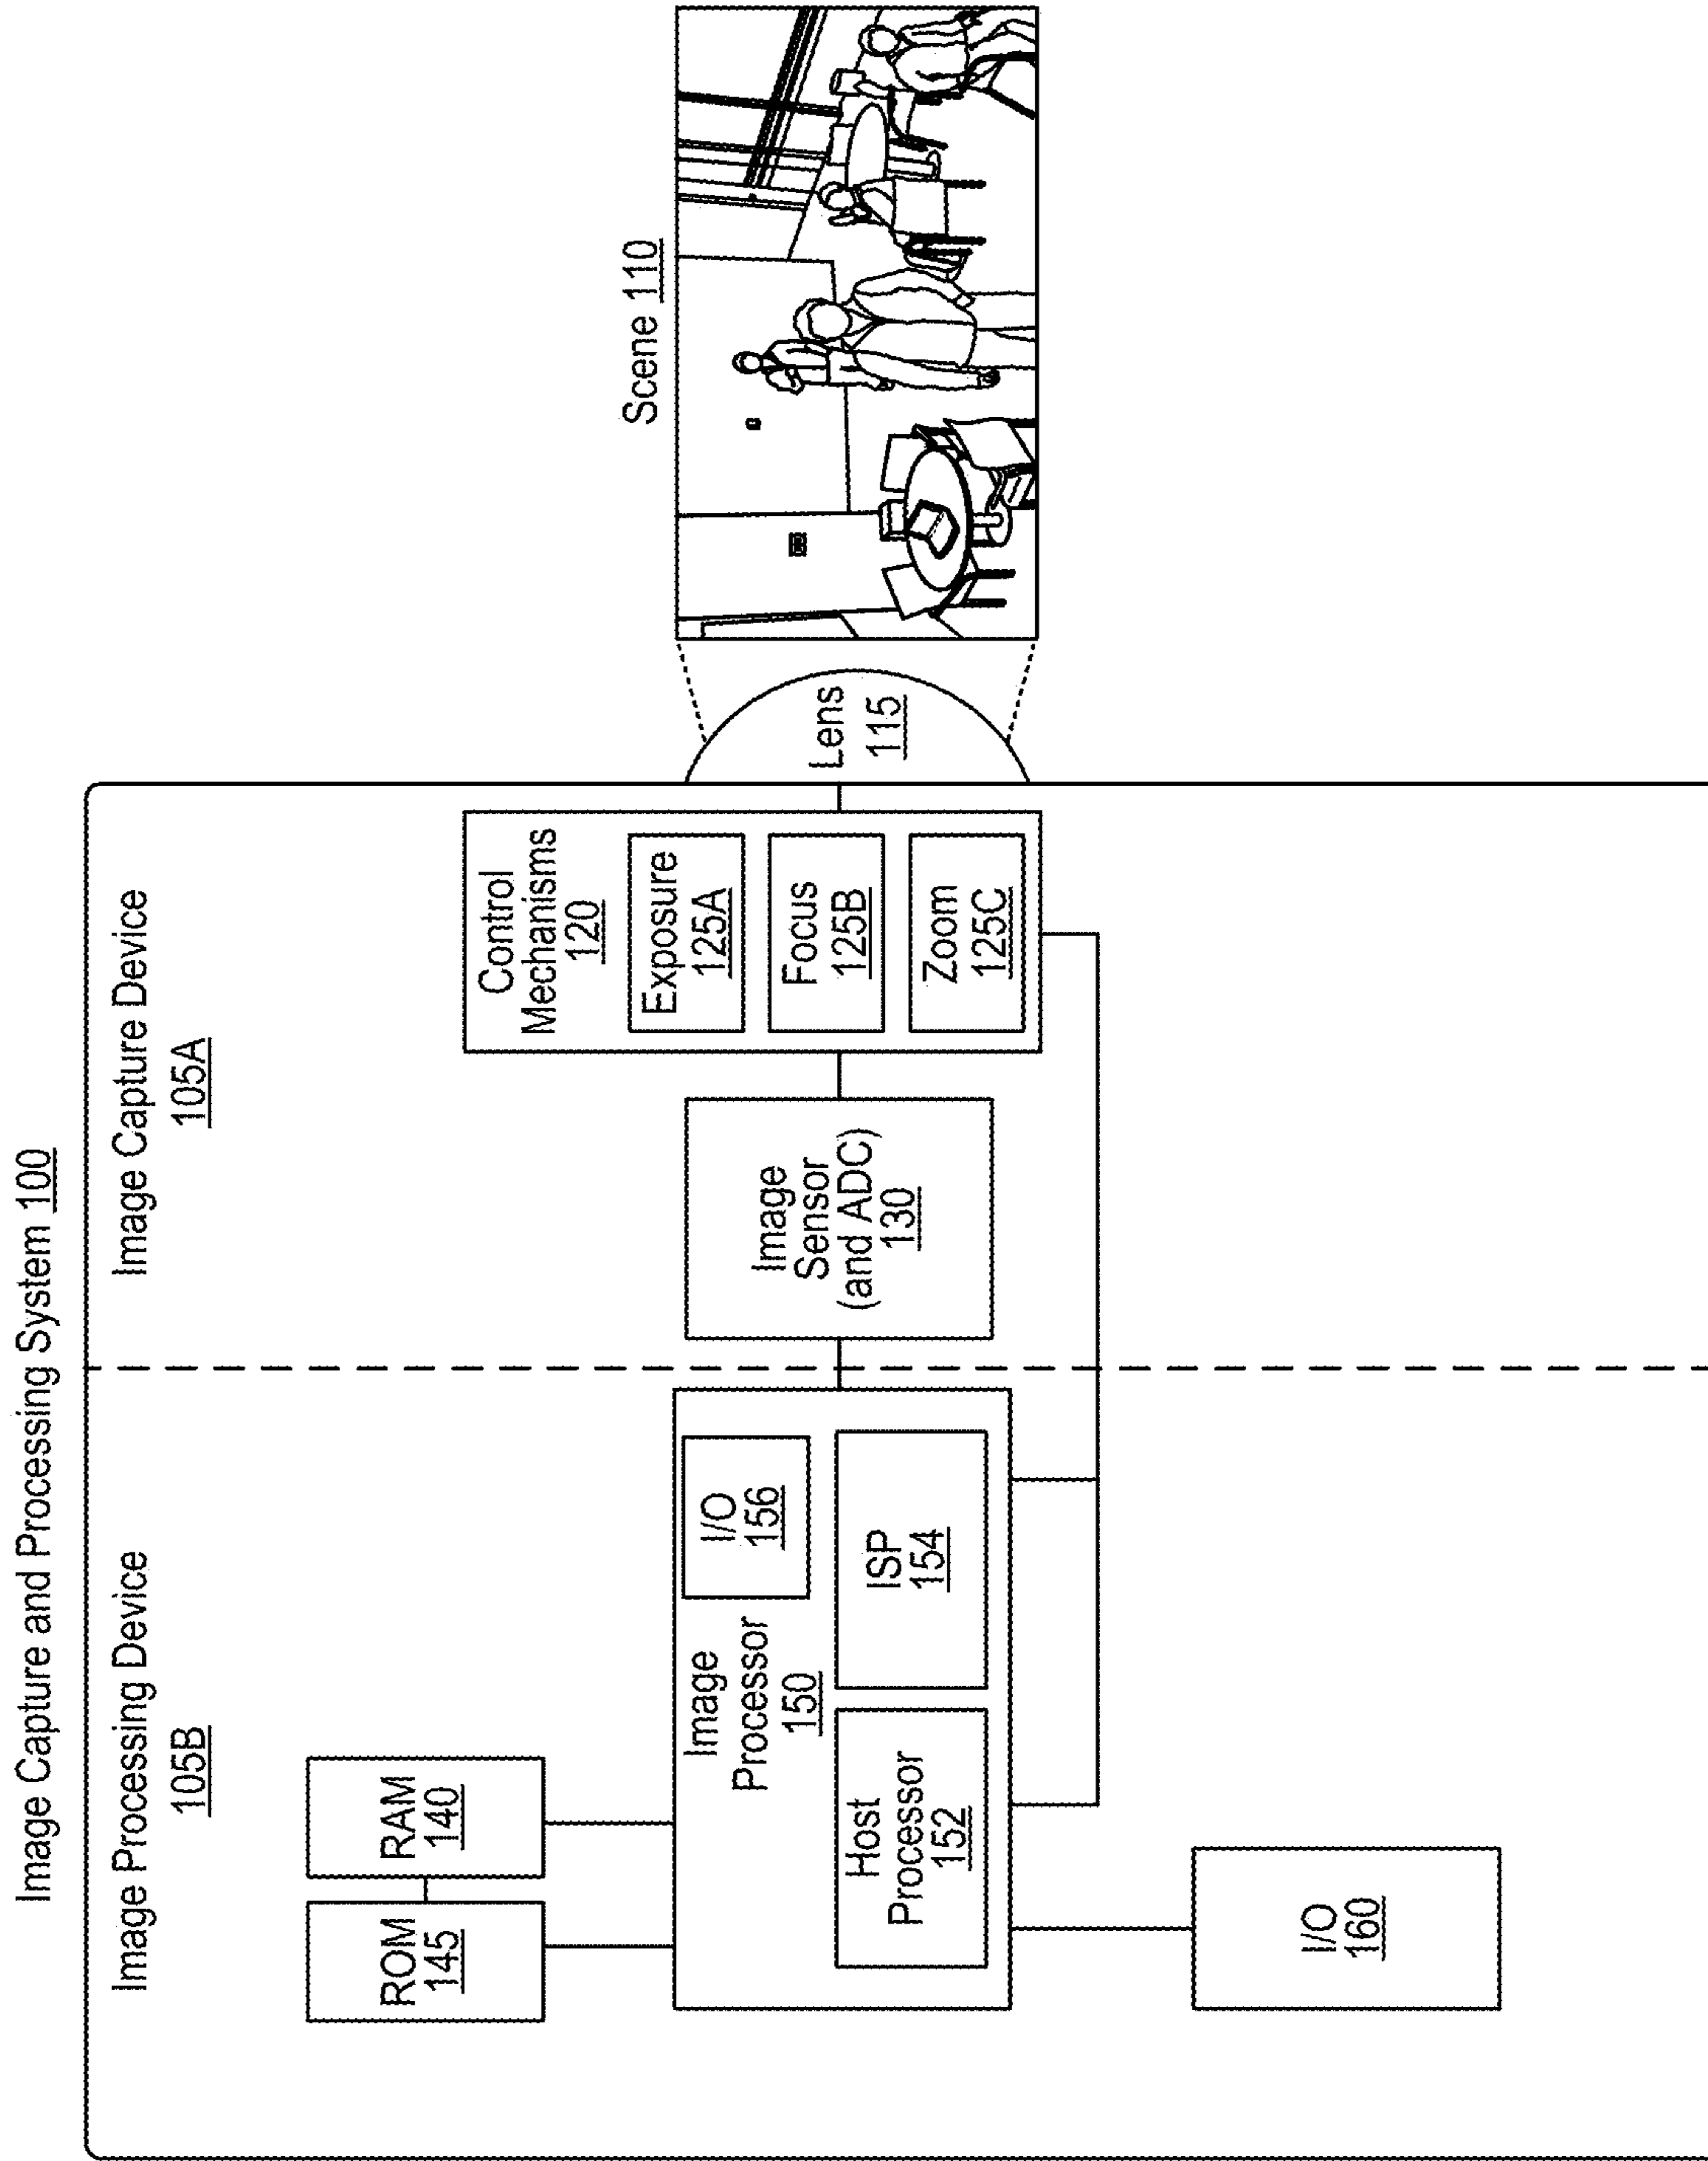 Image Capture and Processing System 100
Image Processing Device
105B
Image Capture Device
105A
ROM
145
RAM
140
Image
Processor
150
I/O
156
Host
Processor
152
ISP
154
I/O
160
Image
Sensor
(and ADC)
130
Control
Mechanisms
120
Exposure
125A
Focus
125B
Zoom
125C
Lens
115
Scene 110